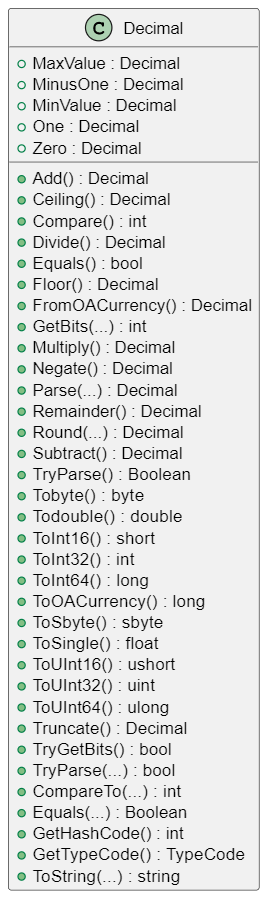 C Decimal
MaxValue : Decimal
MinusOne : Decimal
MinValue : Decimal
One : Decimal
Zero : Decimal
Add() : Decimal
Ceiling() : Decimal
Compare() : int
Divide() : Decimal
Equals() : bool
Floor() : Decimal
FromOACurrency() : Decimal
GetBits(...) : int
Multiply() : Decimal
Negate() : Decimal
Parse(...) : Decimal
Remainder() : Decimal
Round(...) : Decimal
Subtract() : Decimal
TryParse() : Boolean
Tobyte() : byte
Todouble() : double
ToInt16() : short
ToInt32() : int
ToInt64() : long
ToOACurrency() : long
ToSbyte() : sbyte
ToSingle() : float
ToUInt16() : ushort
ToUInt32() : uint
ToUInt64() : ulong
Truncate() : Decimal
TryGetBits() : bool
TryParse(...) : bool
CompareTo(...) : int
Equals(...) : Boolean
GetHashCode() : int
GetTypeCode() : TypeCode
ToString(...) : string